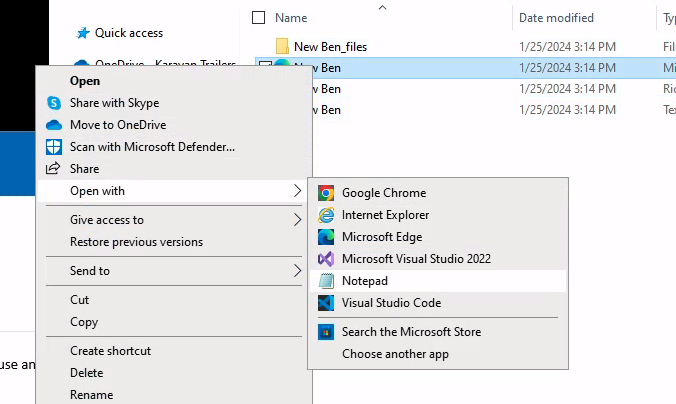 Name Date modified Ty
Quick access
New Ben_files 1/25/2024 3:14 PM File
OneDrive - Karavan Trailers
New Ben 1/25/2024 3:14 PM Mi
Ben 1/25/2024 3:14 PM Ric
Ben 1/25/2024 3:14 PM Tex
Open
Share with Skype
Move to OneDrive
Scan with Microsoft Defender...
Share
Open with
Give access to
Restore previous versions
Send to
Cut
Copy
Create shortcut
Delete
Rename
Google Chrome
Internet Explorer
Microsoft Edge
Microsoft Visual Studio 2022
Notepad
Visual Studio Code
Search the Microsoft Store
Choose another app
use an